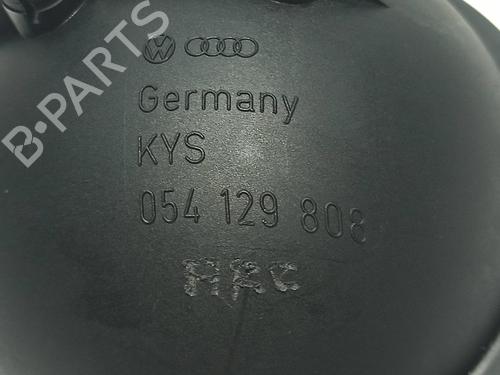 B-PARTS
Germany
KYS
054 129 808